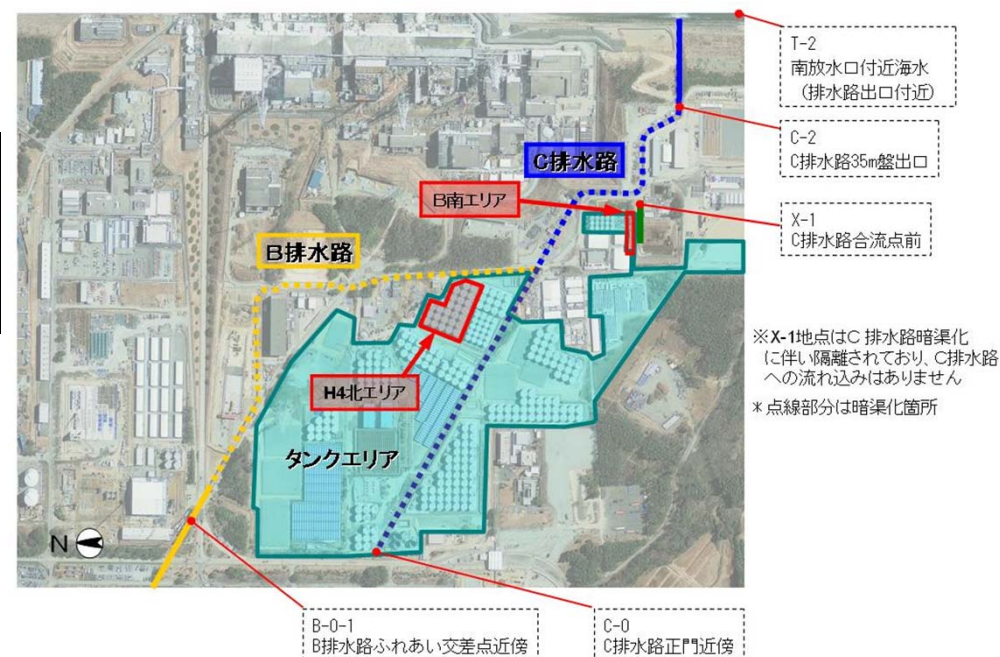 T-2
南放水口付近海水
(排水路出口付近)
C-2
C排水路35m盤出口
C排水路
B南エリア
X-1
C排水路合流点前
B排水路
※X-1地点はC 排水路暗渠化
に伴い隔離されており、C排水路
への流れ込みはありません
＊点線部分は暗渠化箇所
H4北エリア
タンクエリア
N
B-0-1
B排水路ふれあい交差点近傍
C-0
C排水路正門近傍